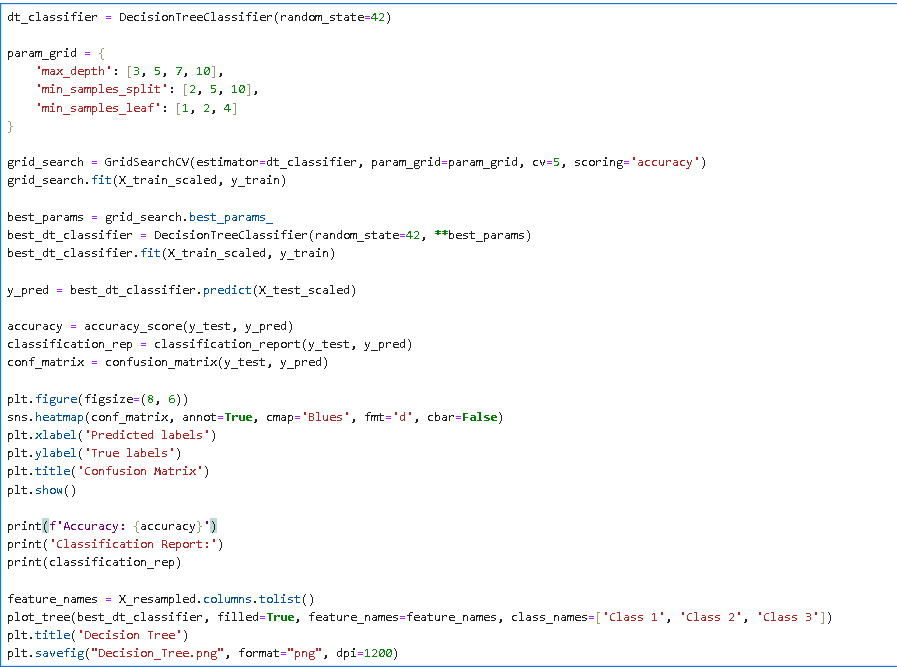 dt_classifier = DecisionTreeClassifier(random_state=42)
param_grid = {
    'max_depth': [3, 5, 7, 10],
    'min_samples_split': [2, 5, 10],
    'min_samples_leaf': [1, 2, 4]
}
grid_search = GridSearchCV(estimator=dt_classifier, param_grid=param_grid, cv=5, scoring='accuracy')
grid_search.fit(X_train_scaled, y_train)
best_params = grid_search.best_params_
best_dt_classifier = DecisionTreeClassifier(random_state=42, **best_params)
best_dt_classifier.fit(X_train_scaled, y_train)
y_pred = best_dt_classifier.predict(X_test_scaled)
accuracy = accuracy_score(y_test, y_pred)
classification_rep = classification_report(y_test, y_pred)
conf_matrix = confusion_matrix(y_test, y_pred)
plt.figure(figsize=(8, 6))
sns.heatmap(conf_matrix, annot=True, cmap='Blues', fmt='d', cbar=False)
plt.xlabel('Predicted labels')
plt.ylabel('True labels')
plt.title('Confusion Matrix')
plt.show()
print(f'Accuracy: {accuracy}')
print('Classification Report:')
print(classification_rep)
feature_names = X_resampled.columns.tolist()
plot_tree(best_dt_classifier, filled=True, feature_names=feature_names, class_names=['Class 1', 'Class 2', 'Class 3'])
plt.title('Decision Tree')
plt.savefig("Decision_Tree.png", format="png", dpi=1200)